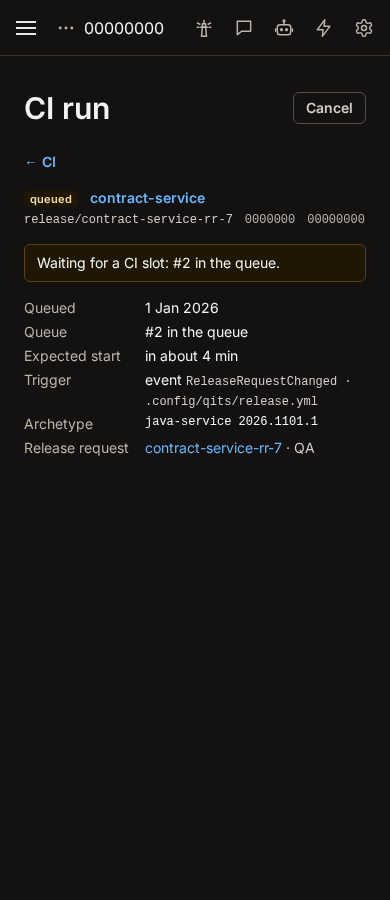 ··· 00000000
CI run
Cancel
← CI
queued contract-service
release/contract-service-rr-7 0000000 00000000
Waiting for a CI slot: #2 in the queue.
Queued 1 Jan 2026
Queue #2 in the queue
Expected start in about 4 min
Trigger event ReleaseRequestChanged ·
.config/qits/release.yml
Archetype java-service 2026.1101.1
Release request contract-service-rr-7 · QA